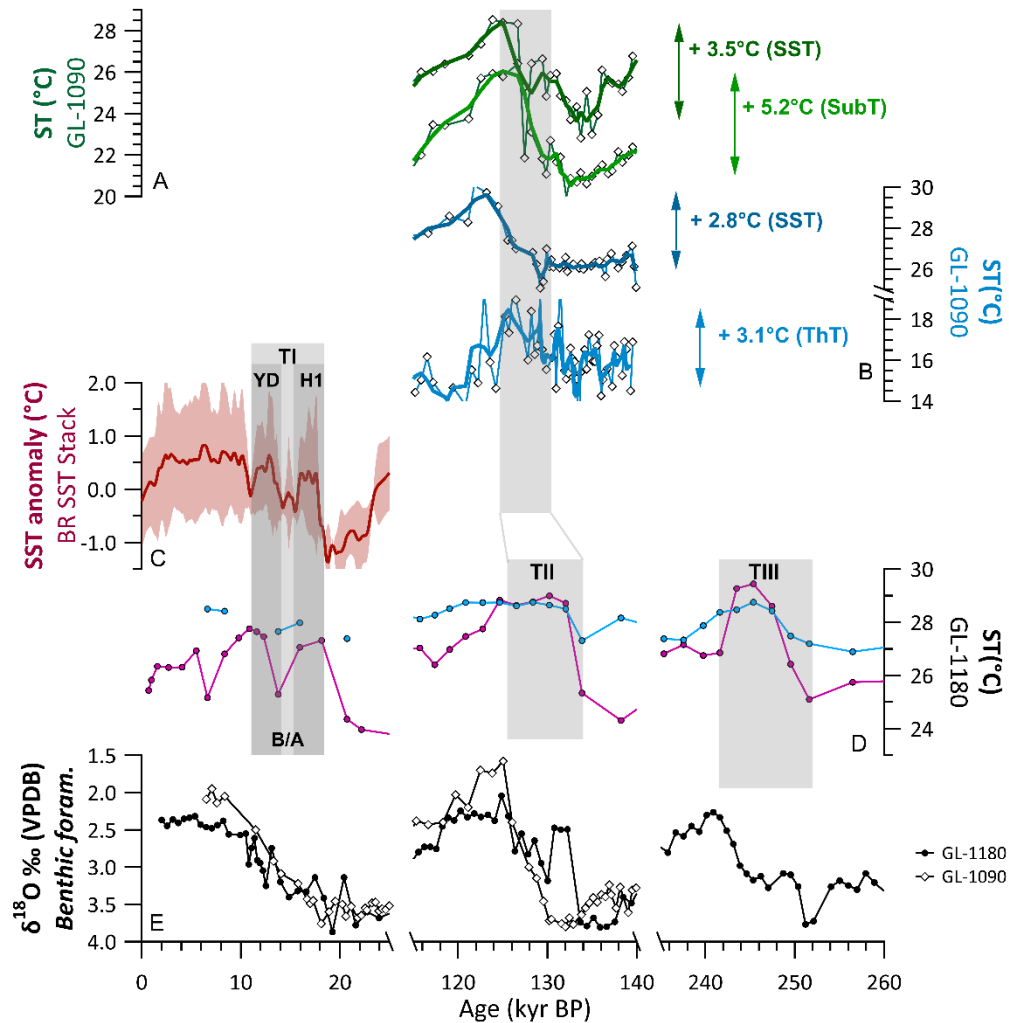 ST (°C)
GL-1090
28
26
24
22
20
A
+ 3.5°C (SST)
+ 5.2°C (SubT)
+ 2.8°C (SST)
+ 3.1°C (ThT)
30
28
26
18
16
14
ST(°C)
GL-1090
B
TI
YD
H1
B/A
SST anomaly (°C)
BR SST Stack
2.0
1.0
0.0
-1.0
C
TII
TIII
30
28
26
24
ST(°C)
GL-1180
D
δ18O ‰ (VPDB)
Benthic foram.
1.5
2.0
2.5
3.0
3.5
4.0
E
GL-1180
GL-1090
0
10
20
120
130
140
240
250
260
Age (kyr BP)